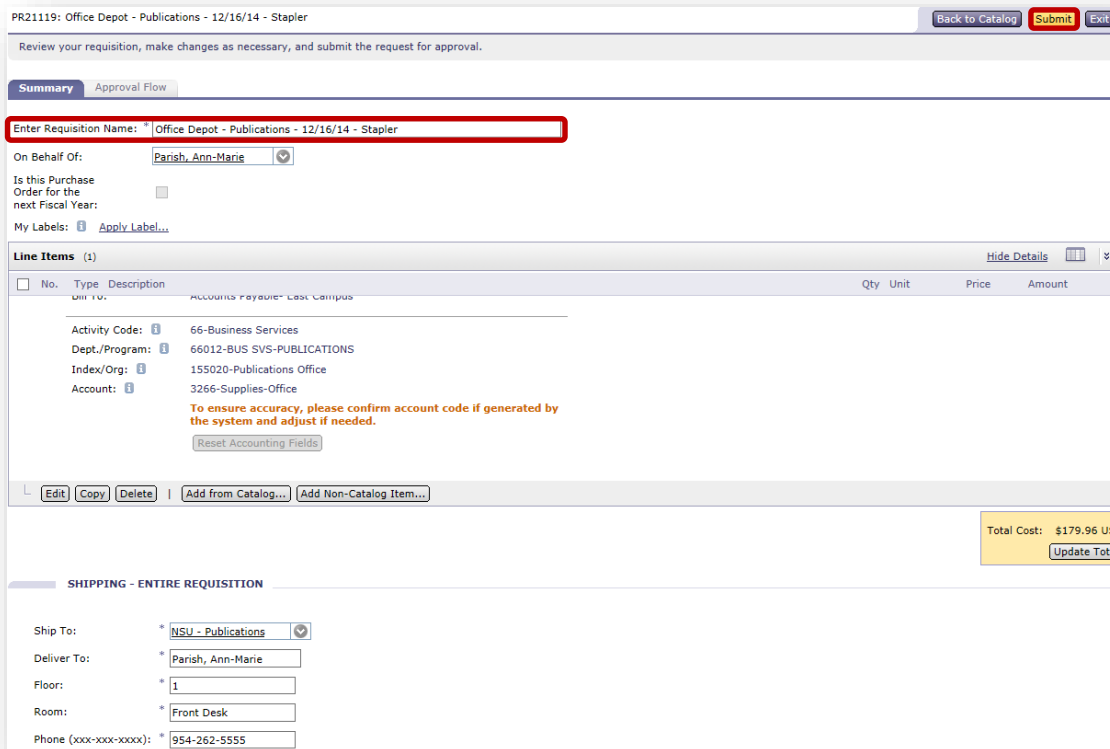 PR21119: Office Depot - Publications - 12/16/14 - Stapler
Back to Catalog Submit Exit
Review your requisition, make changes as necessary, and submit the request for approval.
Summary Approval Flow
Enter Requisition Name: * Office Depot - Publications - 12/16/14 - Stapler
On Behalf Of: Parish, Ann-Marie
Is this Purchase
Order for the
next Fiscal Year:
My Labels: Apply Label...
Line Items (1) Hide Details
No. Type Description Qty Unit Price Amount
Bill To: Accounts Payable- East Campus
Activity Code: 66-Business Services
Dept./Program: 66012-BUS SVS-PUBLICATIONS
Index/Org: 155020-Publications Office
Account: 3266-Supplies-Office
To ensure accuracy, please confirm account code if generated by
the system and adjust if needed.
Reset Accounting Fields
Edit Copy Delete | Add from Catalog... Add Non-Catalog Item...
Total Cost: $179.96 U
Update Tot
SHIPPING - ENTIRE REQUISITION
Ship To: * NSU - Publications
Deliver To: * Parish, Ann-Marie
Floor: * 1
Room: * Front Desk
Phone (xxx-xxx-xxxx): * 954-262-5555